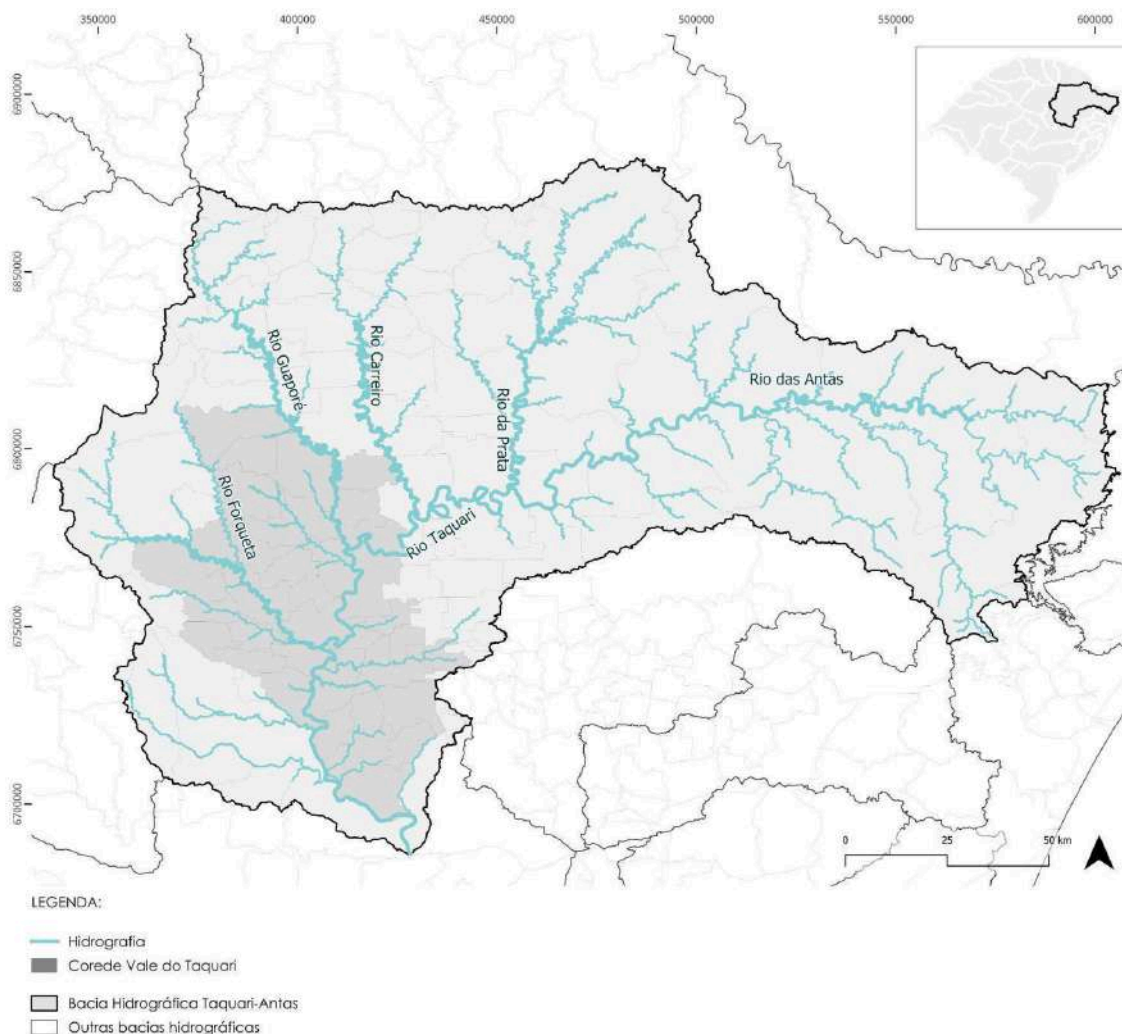 350000
400000
450000
500000
550000
600000
6900000
6850000
6800000
6750000
6700000
Rio Guaporé
Rio Carreiro
Rio da Prata
Rio das Antas
Rio Forqueta
Rio Taquari
0 25 50 km
LEGENDA:
Hidrografia
Corede Vale do Taquari
Bacia Hidrográfica Taquari-Antas
Outras bacias hidrográficas